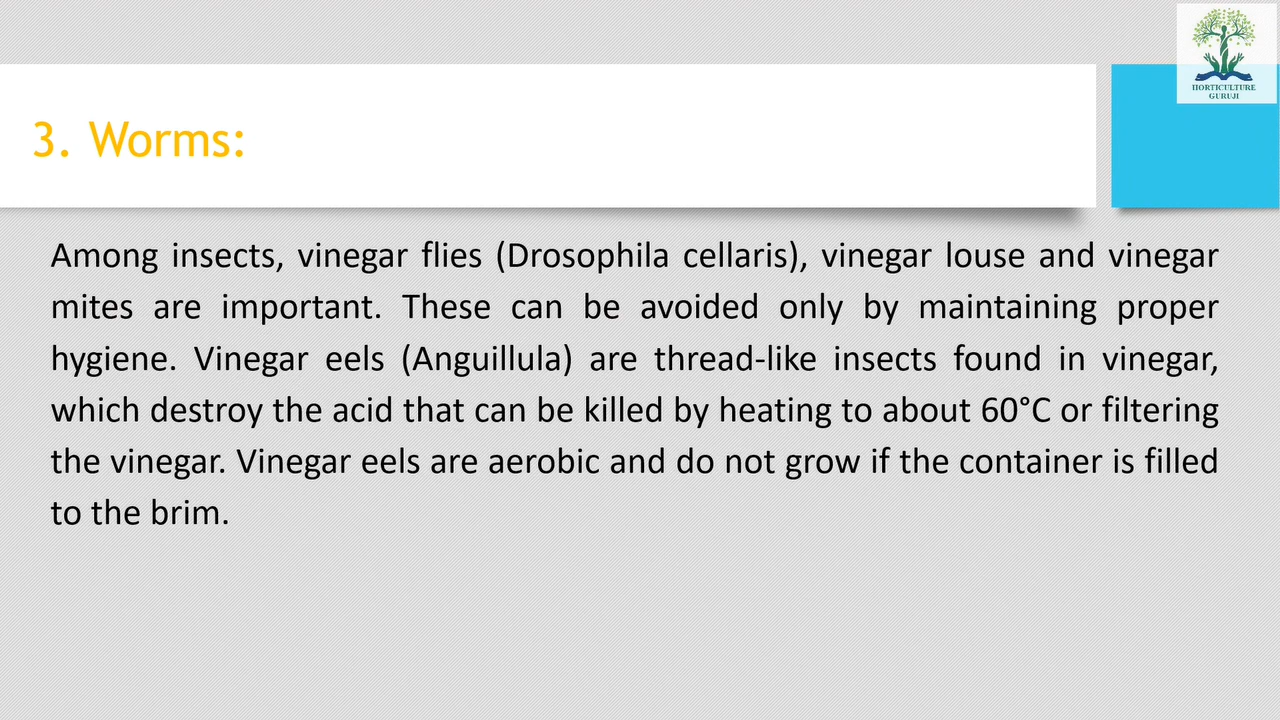 HORTICULTURE
GURUJI
3. Worms:
Among insects, vinegar flies (Drosophila cellaris), vinegar louse and vinegar
mites are important. These can be avoided only by maintaining proper
hygiene. Vinegar eels (Anguillula) are thread-like insects found in vinegar,
which destroy the acid that can be killed by heating to about 60°C or filtering
the vinegar. Vinegar eels are aerobic and do not grow if the container is filled
to the brim.